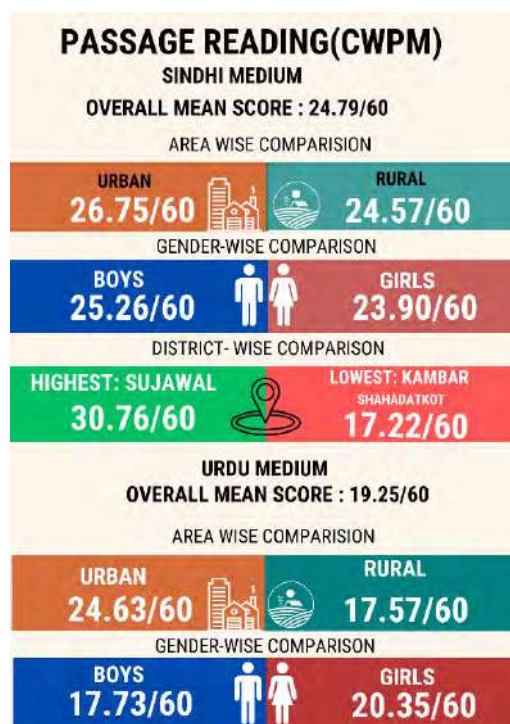 PASSAGE READING(CWPM)
SINDHI MEDIUM
OVERALL MEAN SCORE : 24.79/60
AREA WISE COMPARISION
URBAN
26.75/60
RURAL
24.57/60
GENDER-WISE COMPARISON
BOYS
25.26/60
GIRLS
23.90/60
DISTRICT- WISE COMPARISON
HIGHEST: SUJAWAL
30.76/60
LOWEST: KAMBAR
SHAHADATKOT
17.22/60
URDU MEDIUM
OVERALL MEAN SCORE : 19.25/60
AREA WISE COMPARISION
URBAN
24.63/60
RURAL
17.57/60
GENDER-WISE COMPARISON
BOYS
17.73/60
GIRLS
20.35/60